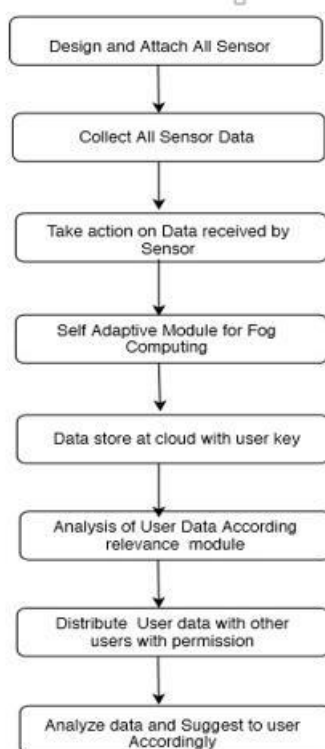 Design and Attach All Sensor
Collect All Sensor Data
Take action on Data received by
Sensor
Self Adaptive Module for Fog
Computing
Data store at cloud with user key
Analysis of User Data According
relevance module
Distribute User data with other
users with permission
Analyze data and Suggest to user
Accordingly